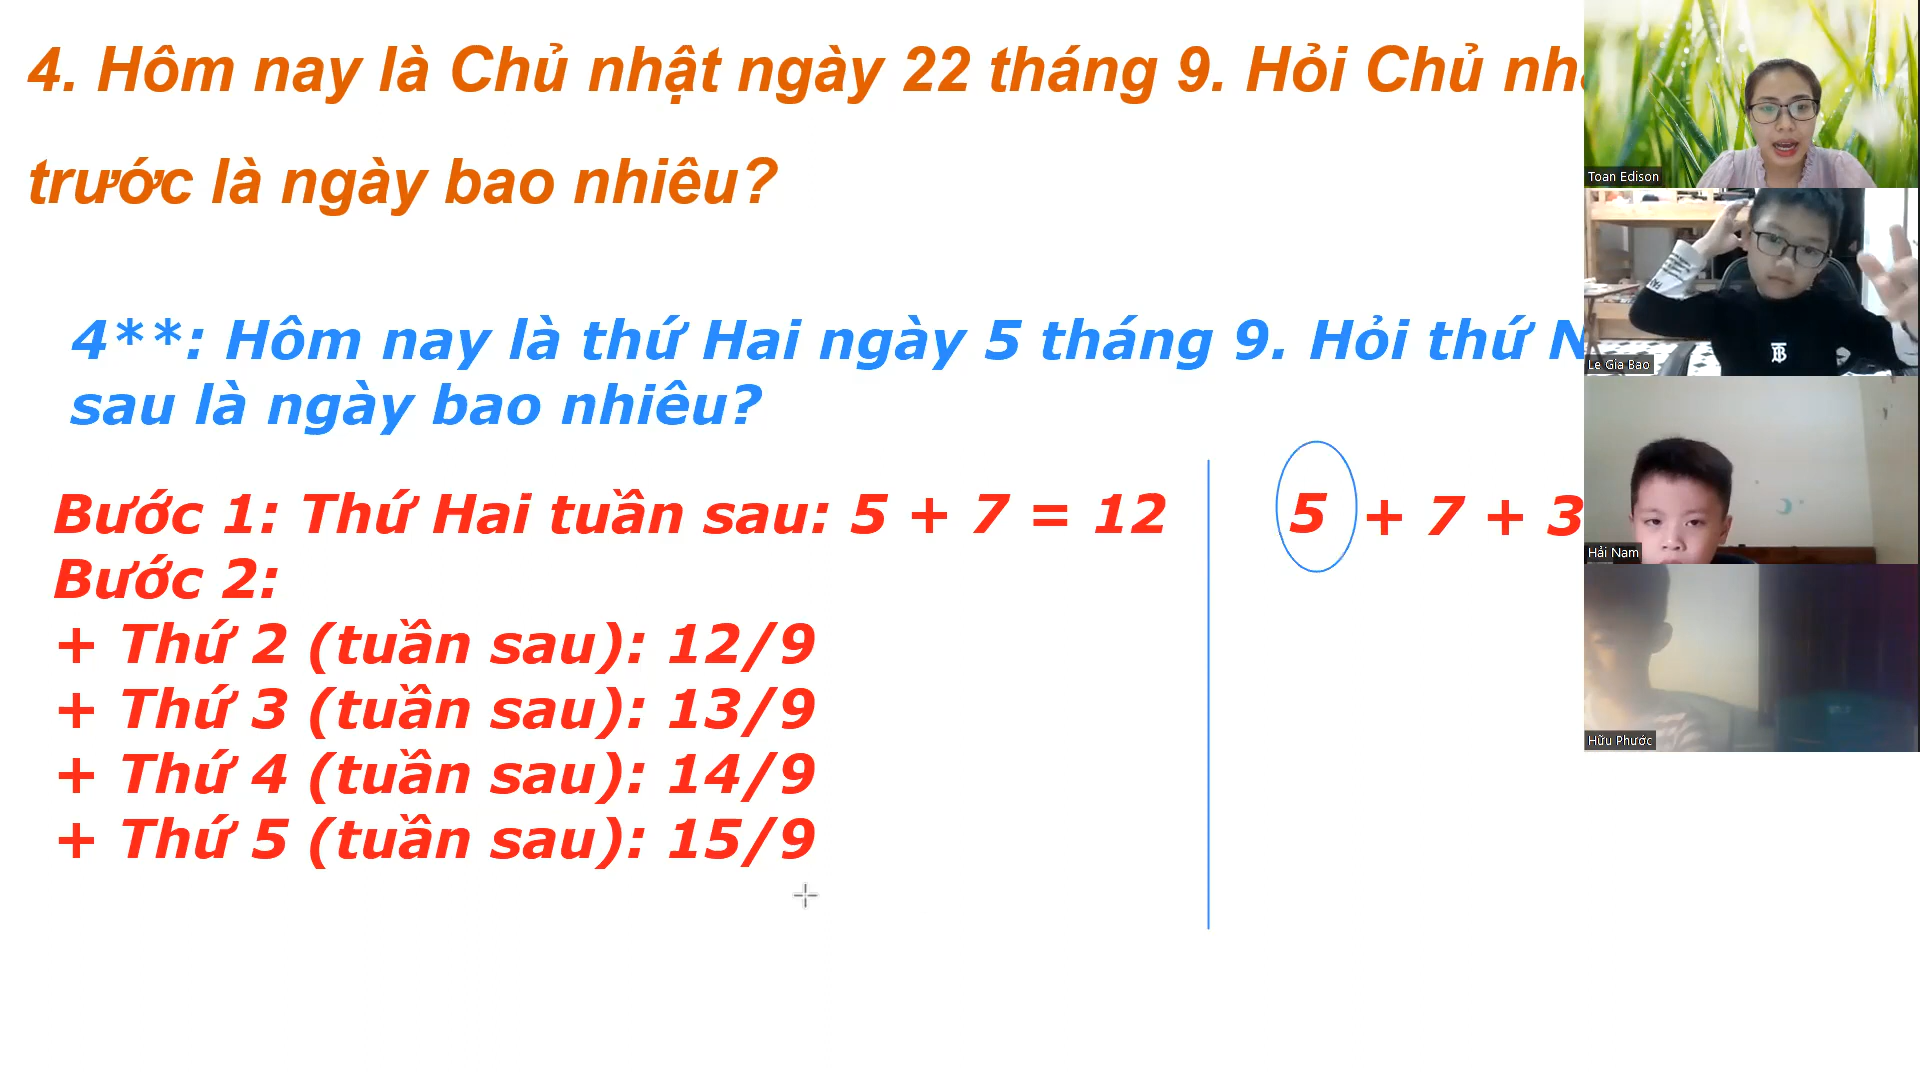 4. Hôm nay là Chủ nhật ngày 22 tháng 9. Hỏi Chủ
trước là ngày bao nhiêu?
4**: Hôm nay là thứ Hai ngày 5 tháng 9. Hỏi thứ
sau là ngày bao nhiêu?
Bước 1: Thứ Hai tuần sau: 5 + 7 = 12
Bước 2:
+ Thứ 2 (tuần sau): 12/9
+ Thứ 3 (tuần sau): 13/9
+ Thứ 4 (tuần sau): 14/9
+ Thứ 5 (tuần sau): 15/9
5 + 7 + 3
Toan Edison
Le Gia Bao
Hải Nam
Hữu Phước